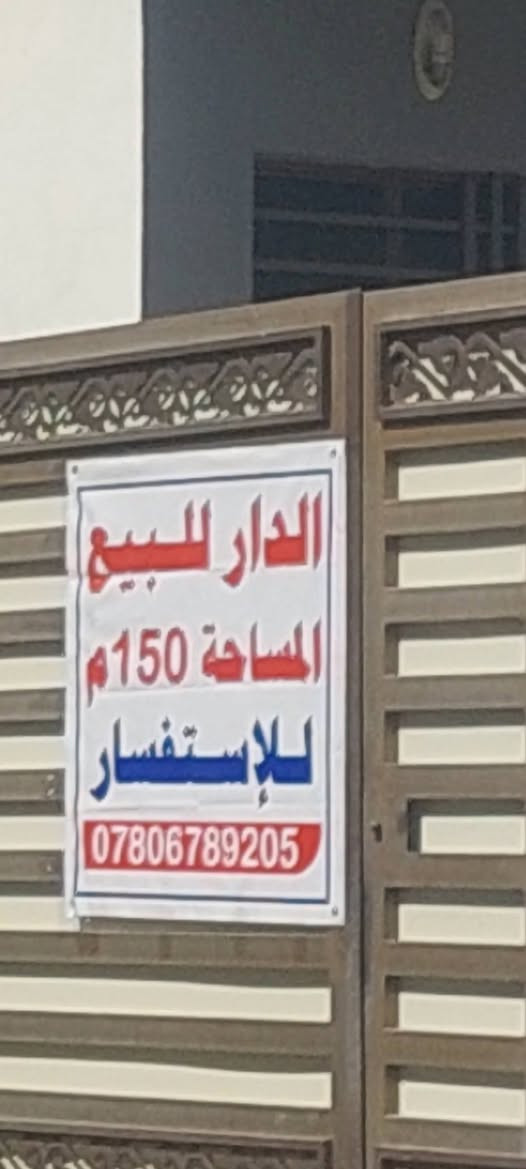 الدار للبيع
المساحة 150م
للإستفسار
07806789205